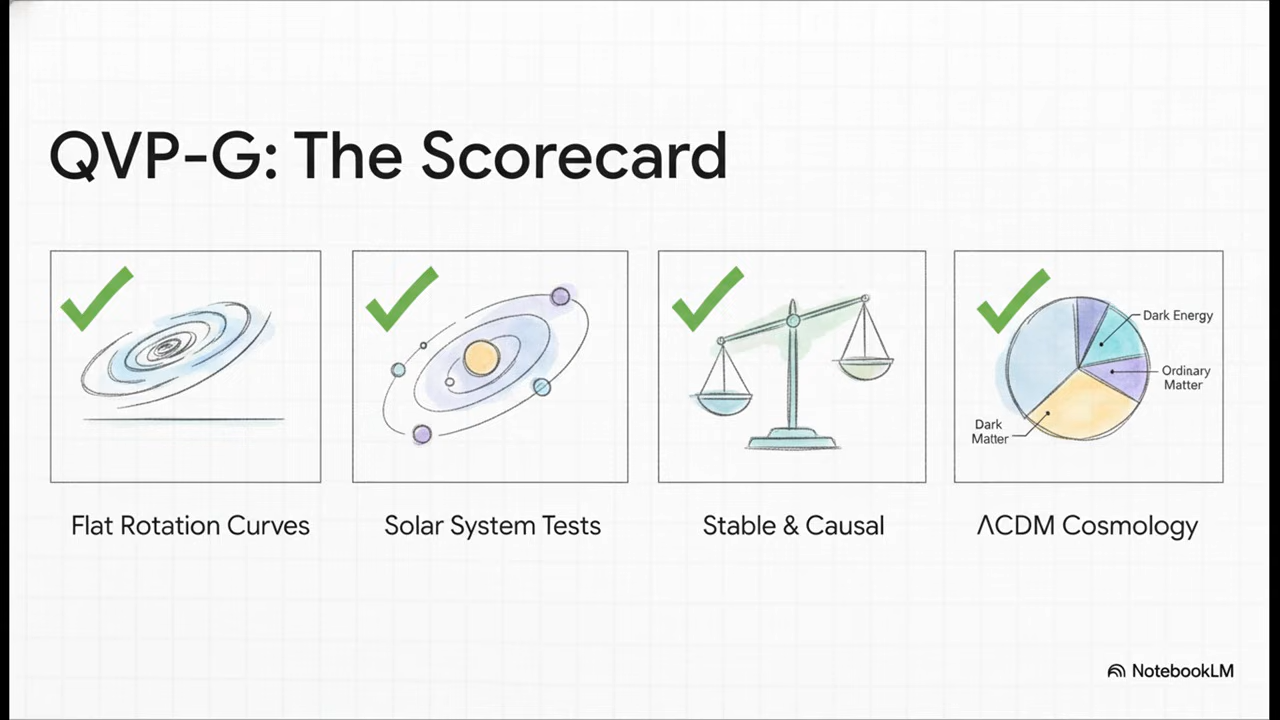 QVP-G: The Scorecard
Dark Energy
Ordinary
Matter
Dark
Matter
Flat Rotation Curves
Solar System Tests
Stable & Causal
ΛCDM Cosmology
NotebookLM